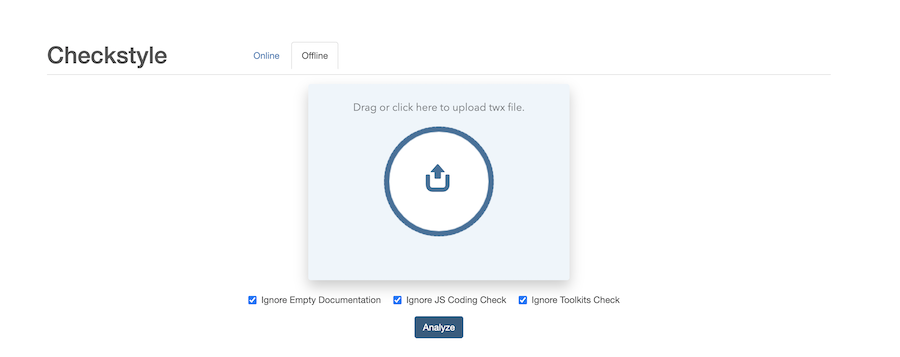 Checkstyle Online Offline
Drag or click here to upload twx file.
Ignore Empty Documentation Ignore JS Coding Check Ignore Toolkits Check
Analyze